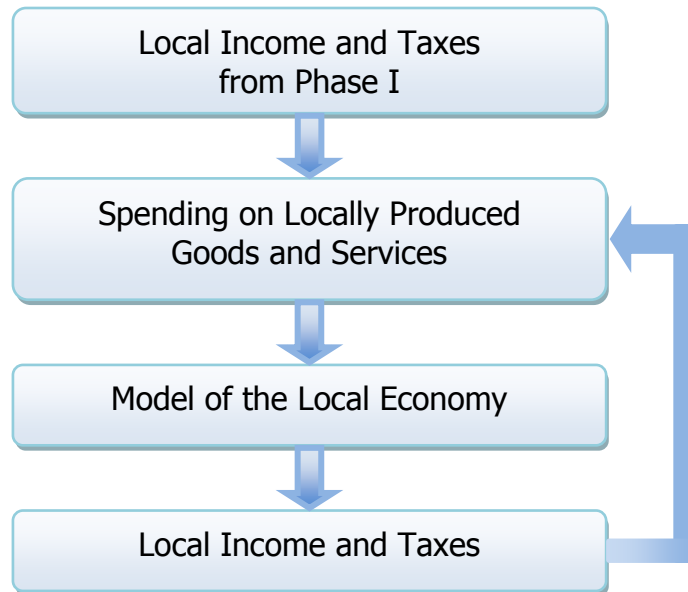 Local Income and Taxes
from Phase I
Spending on Locally Produced
Goods and Services
Model of the Local Economy
Local Income and Taxes